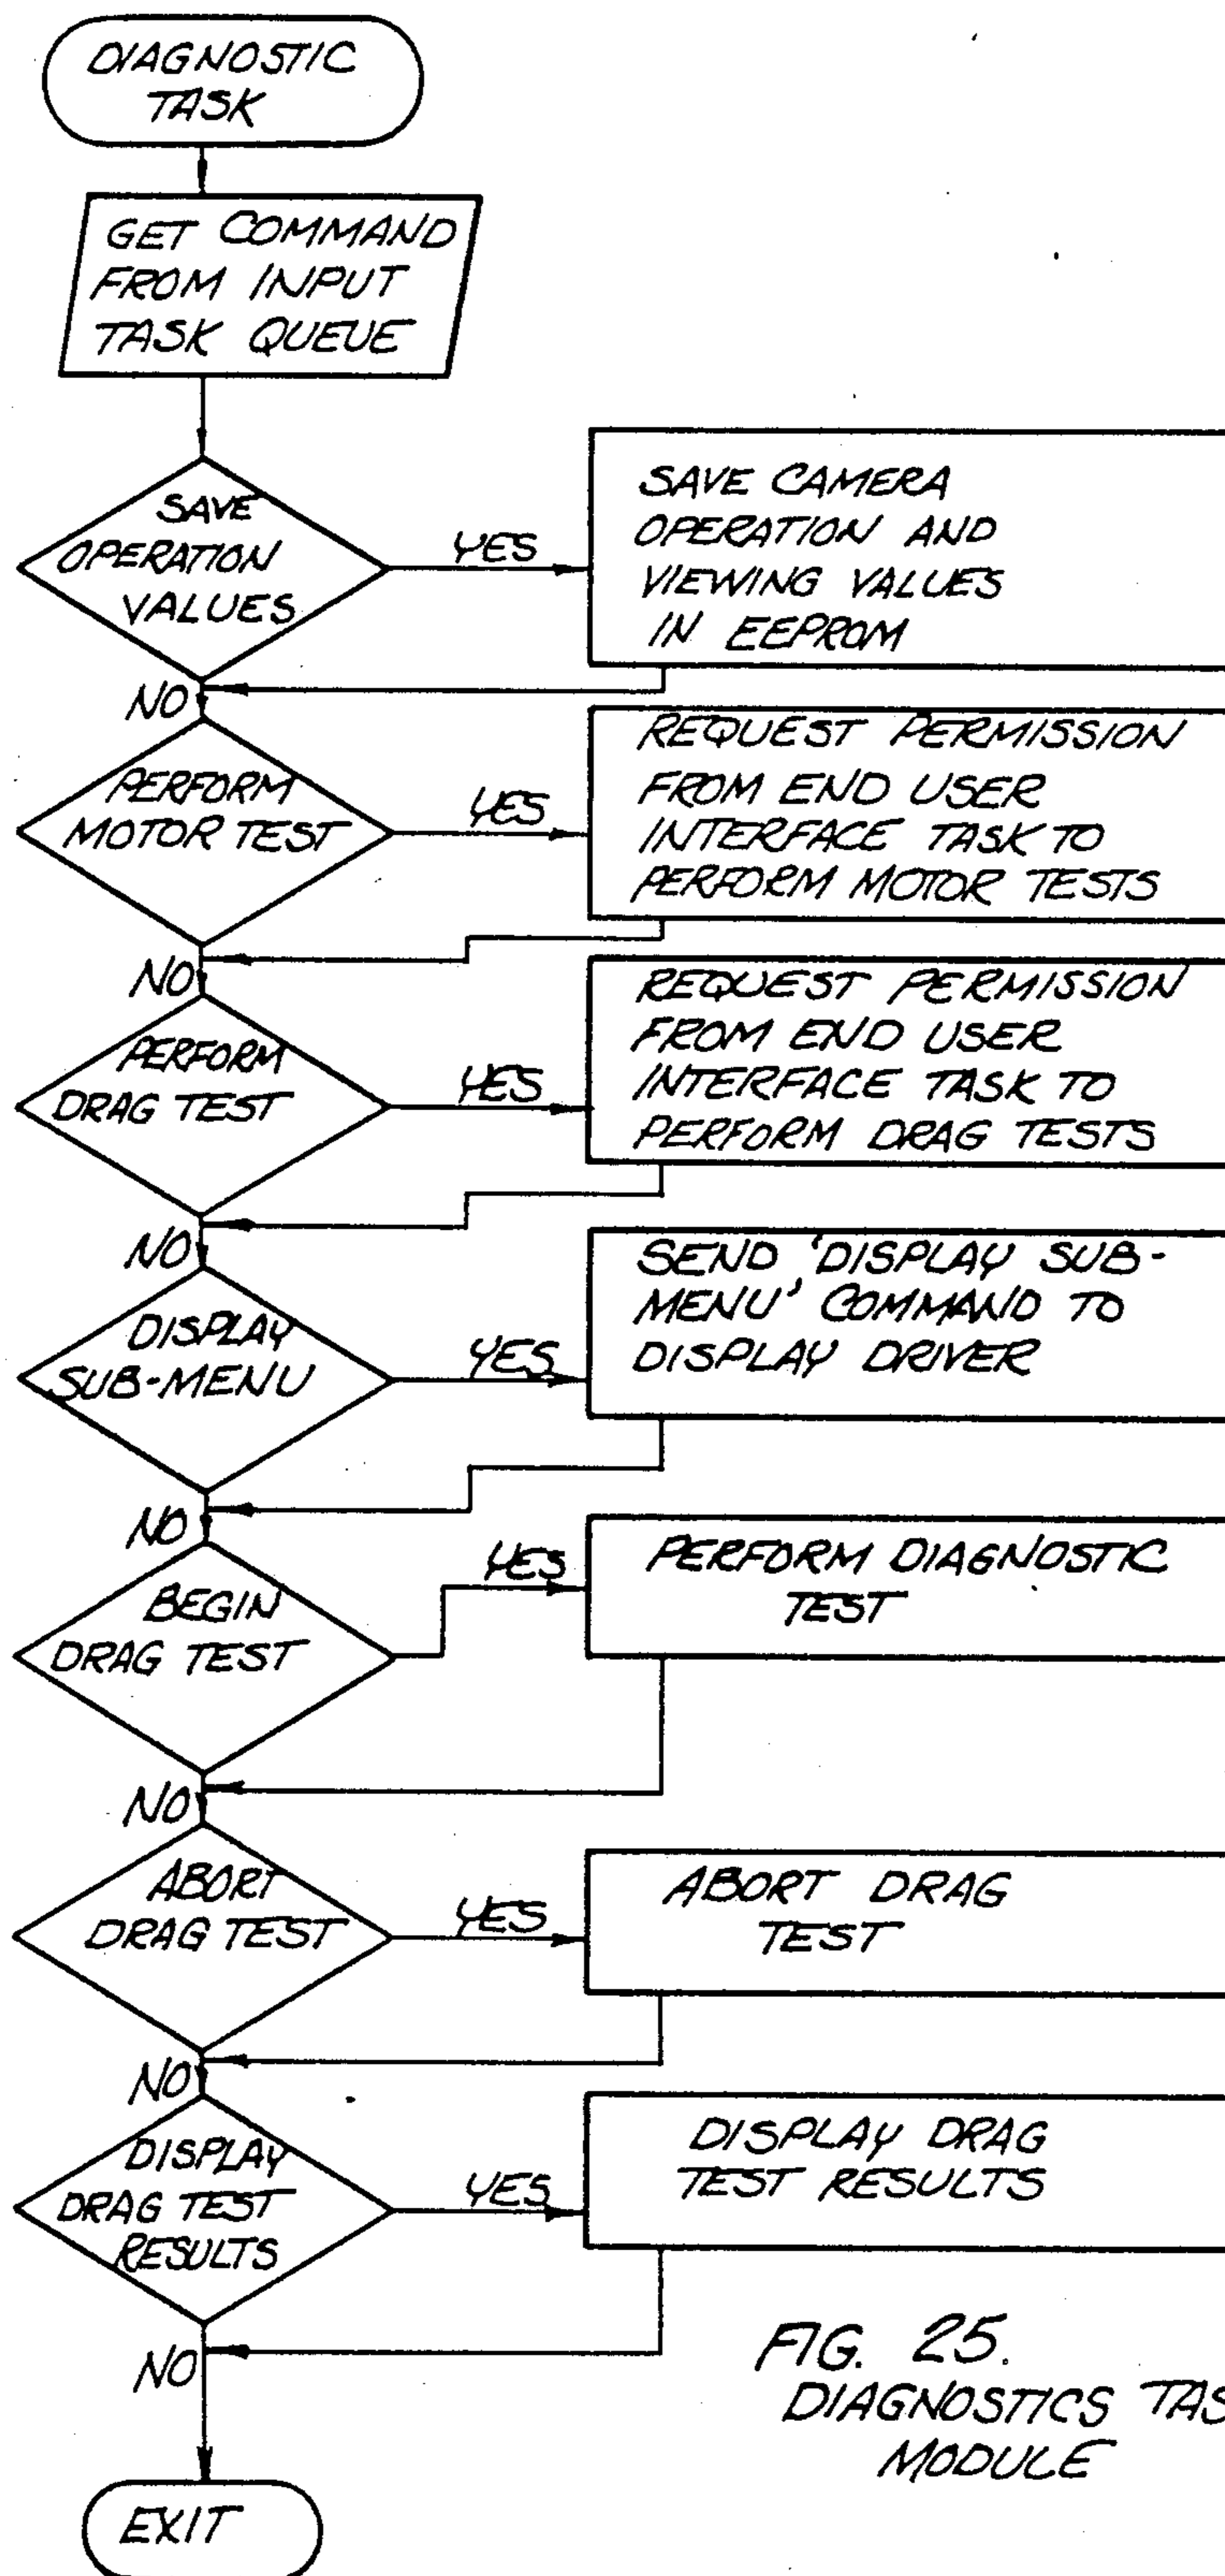 DIAGNOSTIC
TASK
GET COMMAND
FROM INPUT
TASK QUEUE
SAVE
OPERATION
VALUES
YES
SAVE CAMERA
OPERATION AND
VIEWING VALUES
IN EEPROM
NO
PERFORM
MOTOR TEST
YES
REQUEST PERMISSION
FROM END USER
INTERFACE TASK TO
PERFORM MOTOR TESTS
NO
PERFORM
DRAG TEST
YES
REQUEST PERMISSION
FROM END USER
INTERFACE TASK TO
PERFORM DRAG TESTS
NO
DISPLAY
SUB-MENU
YES
SEND 'DISPLAY SUB-
MENU' COMMAND TO
DISPLAY DRIVER
NO
BEGIN
DRAG TEST
YES
PERFORM DIAGNOSTIC
TEST
NO
ABORT
DRAG TEST
YES
ABORT DRAG
TEST
NO
DISPLAY
DRAG TEST
RESULTS
YES
DISPLAY DRAG
TEST RESULTS
NO
EXIT
FIG. 25.
DIAGNOSTICS TAS
MODULE